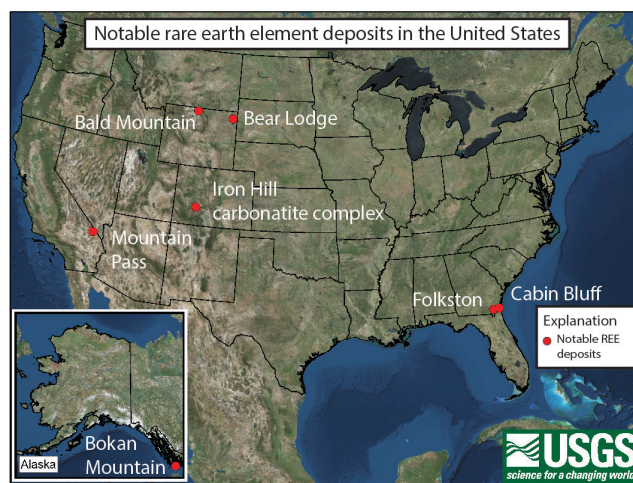 Notable rare earth element deposits in the United States
Bald Mountain
Bear Lodge
Iron Hill
carbonatite complex
Mountain
Pass
Folkston
Cabin Bluff
Explanation
Notable REE
deposits
Bokan
Mountain
Alaska
USGS
science for a changing world